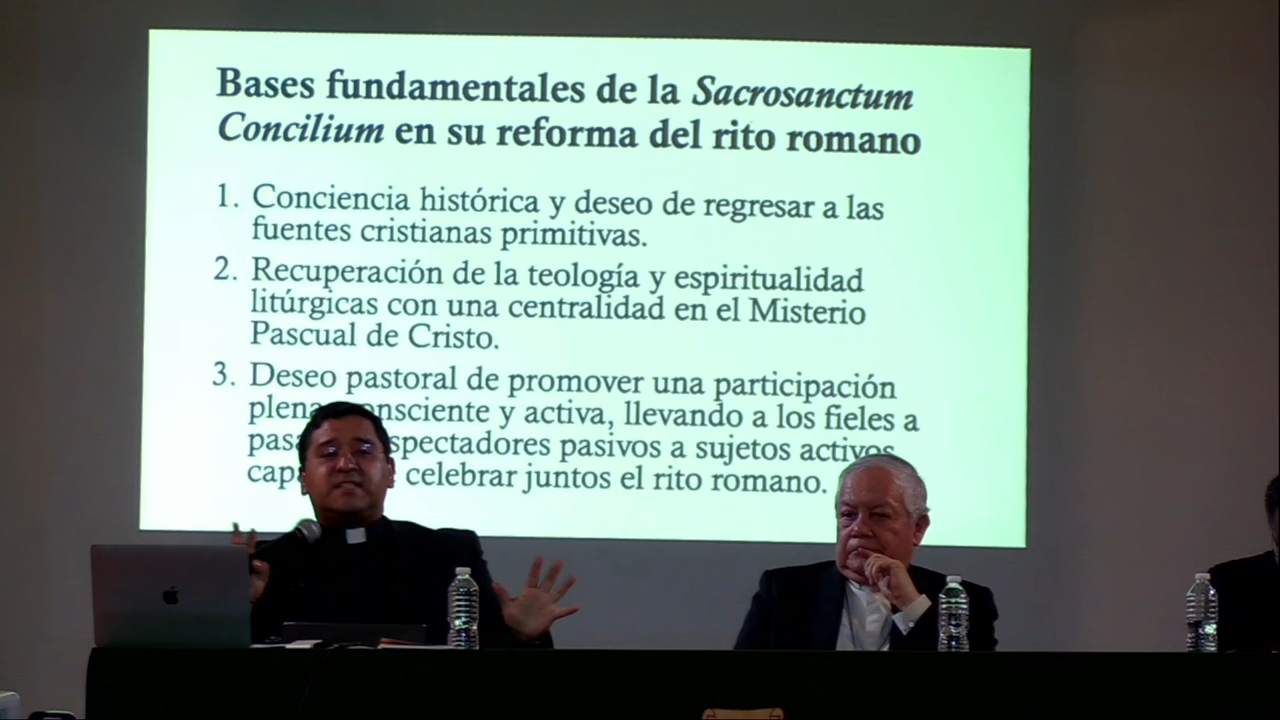 Bases fundamentales de la Sacrosanctum
Concilium en su reforma del rito romano
1. Conciencia histórica y deseo de regresar a las
fuentes cristianas primitivas.
2. Recuperación de la teología y espiritualidad
litúrgicas con una centralidad en el Misterio
Pascual de Cristo.
3. Deseo pastoral de promover una participación
consciente y activa, llevando a los fieles a
pasivos a sujetos activos
celebrar juntos el rito romano.